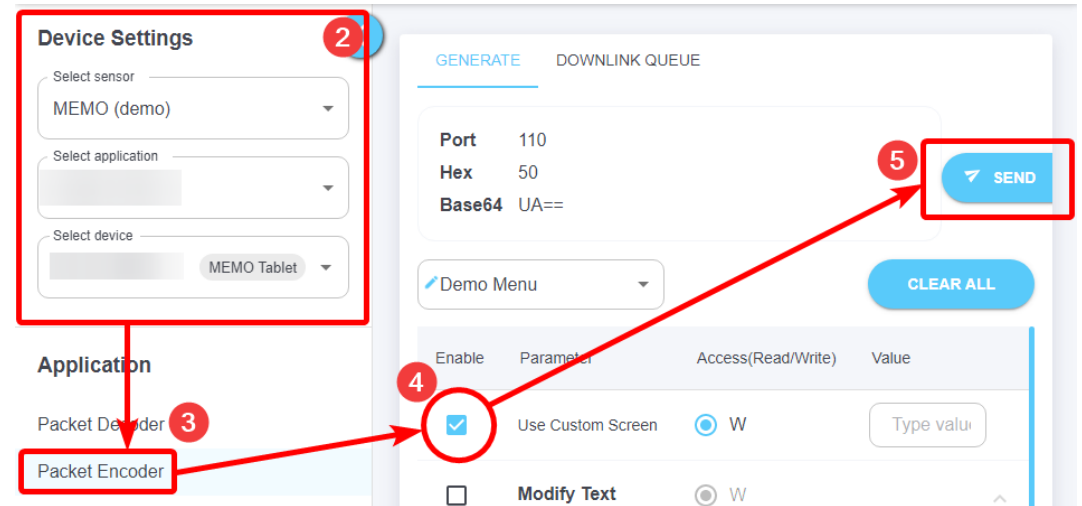 Device Settings
2
Select sensor
MEMO (demo)
Select application
Select device
MEMO Tablet
Application
Packet Decoder
3
Packet Encoder
GENERATE DOWNLINK QUEUE
Port 110
Hex 50
Base64 UA==
5
SEND
Demo Menu
CLEAR ALL
Enable Parameter Access(Read/Write) Value
4
Use Custom Screen W Type valu
Modify Text W